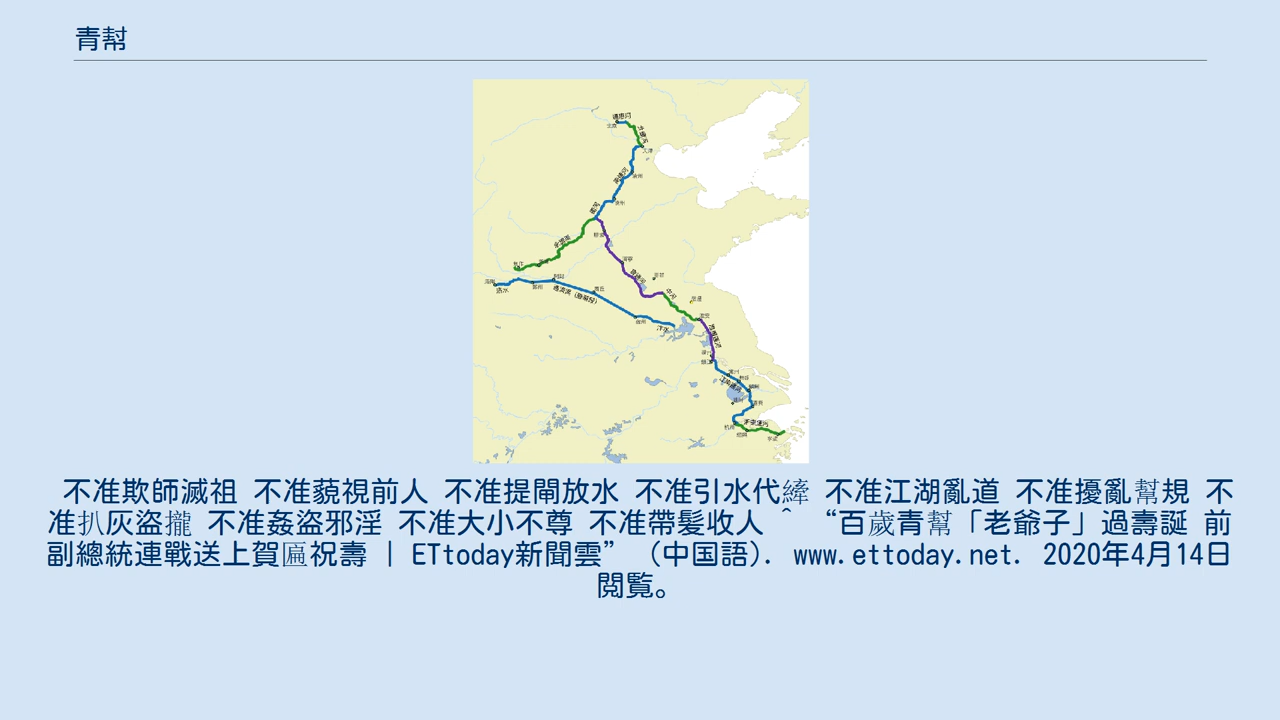 青幇
天津
杭州
不准欺師滅祖 不准藐視前人 不准提閘放水 不准引水代縴 不准江湖亂道 不准擾亂幫規 不
准扒灰盜攏 不准姦盜邪淫 不准大小不尊 不准帶髮收人 ^ “百歲青幫「老爺子」過壽誕 前
副總統連戰送上賀匾祝壽 | ETtoday新聞雲” (中国語). www.ettoday.net. 2020年4月14日
閲覧。